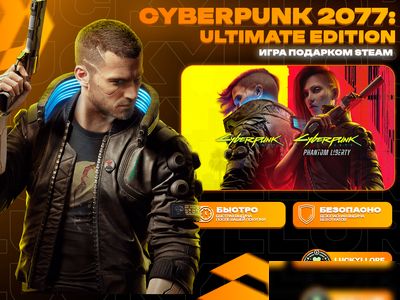 CYBERPUNK 2077:
ULTIMATE EDITION
ИГРА ПОДАРКОМ STEAM
Cyberpunk
Cyberpunk
PHANTOM LIBERTY
БЫСТРО
БЕЗОПАСНО